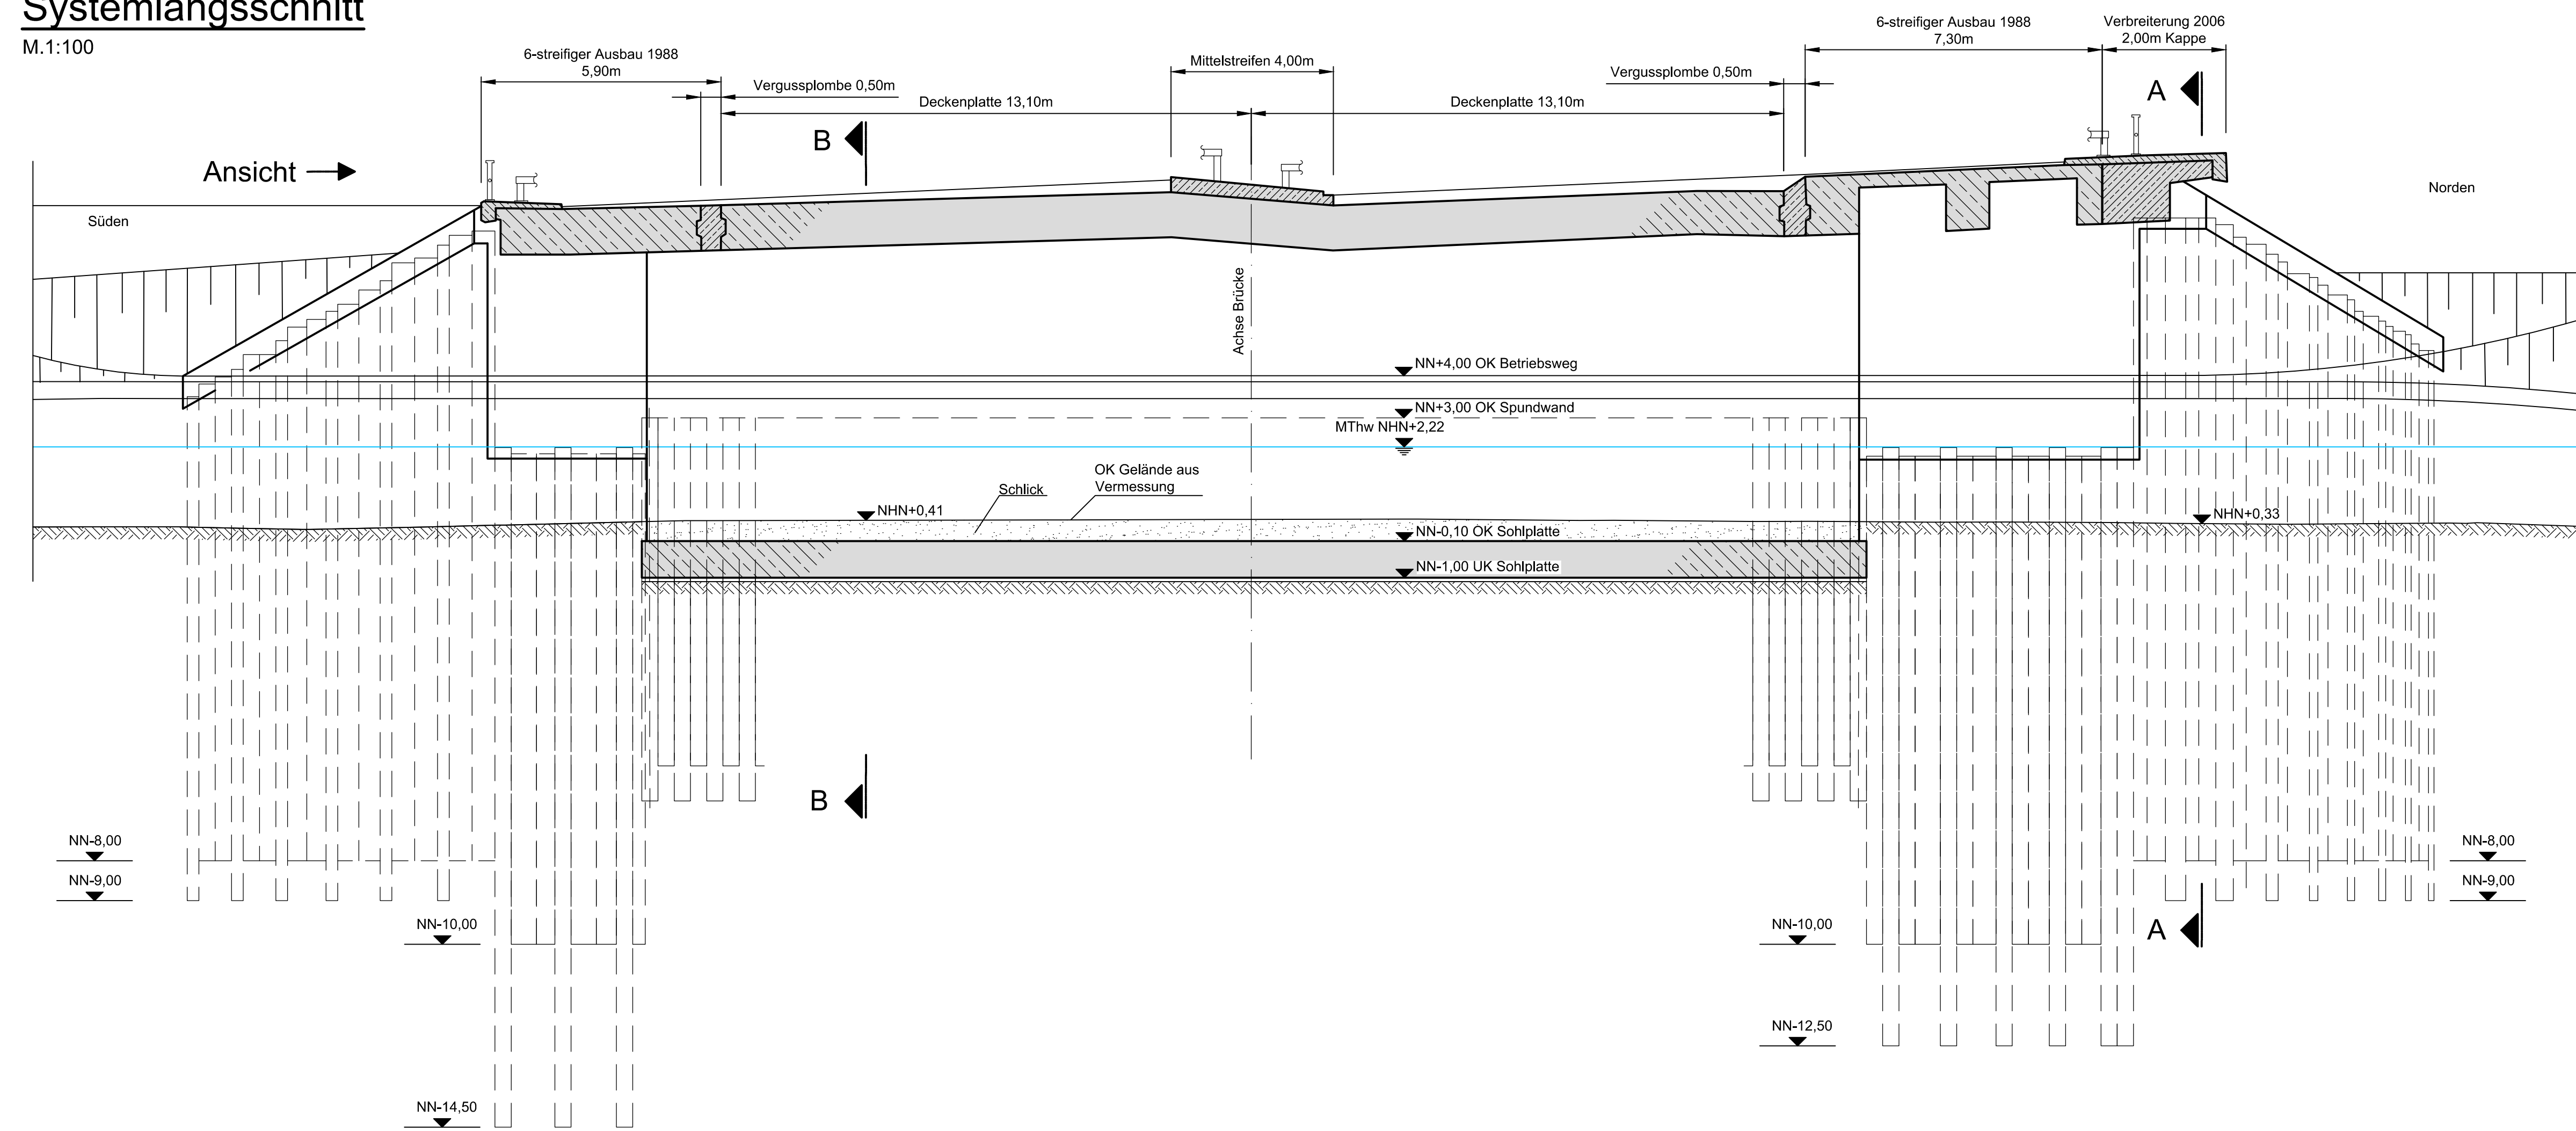 Systemlängsschnitt
M.1:100
6-streifiger Ausbau 1988
5,90m
Vergussplombe 0,50m
Deckenplatte 13,10m
Mittelstreifen 4,00m
Deckenplatte 13,10m
Vergussplombe 0,50m
6-streifiger Ausbau 1988
7,30m
Verbreiterung 2006
2,00m Kappe
A
B
Ansicht
Süden
Norden
Achse Brücke
NN+4,00 OK Betriebsweg
NN+3,00 OK Spundwand
MThw NHN+2,22
OK Gelände aus
Vermessung
Schlick
NHN+0,41
NHN+0,33
NN-0,10 OK Sohlplatte
NN-1,00 UK Sohlplatte
B
NN-8,00
NN-9,00
NN-10,00
NN-14,50
NN-10,00
NN-12,50
A
NN-8,00
NN-9,00